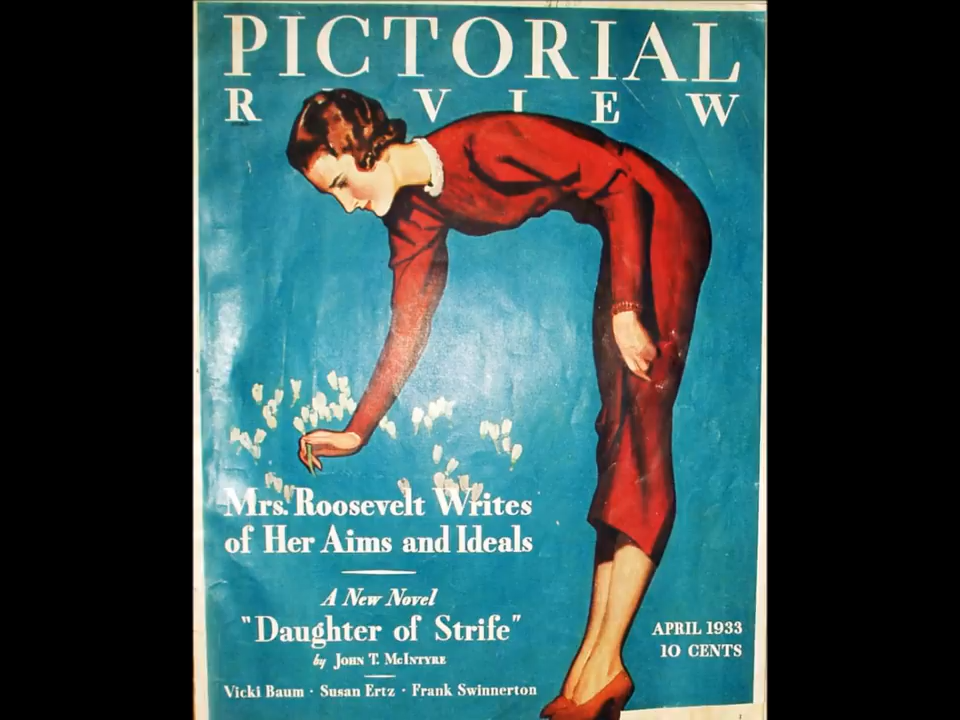 PICTORIAL
R VIEW
Mrs. Roosevelt Writes
of Her Aims and Ideals
A New Novel
"Daughter of Strife"
by JOHN T. MCINTYRE
Vicki Baum · Susan Ertz · Frank Swinnerton
APRIL 1933
10 CENTS